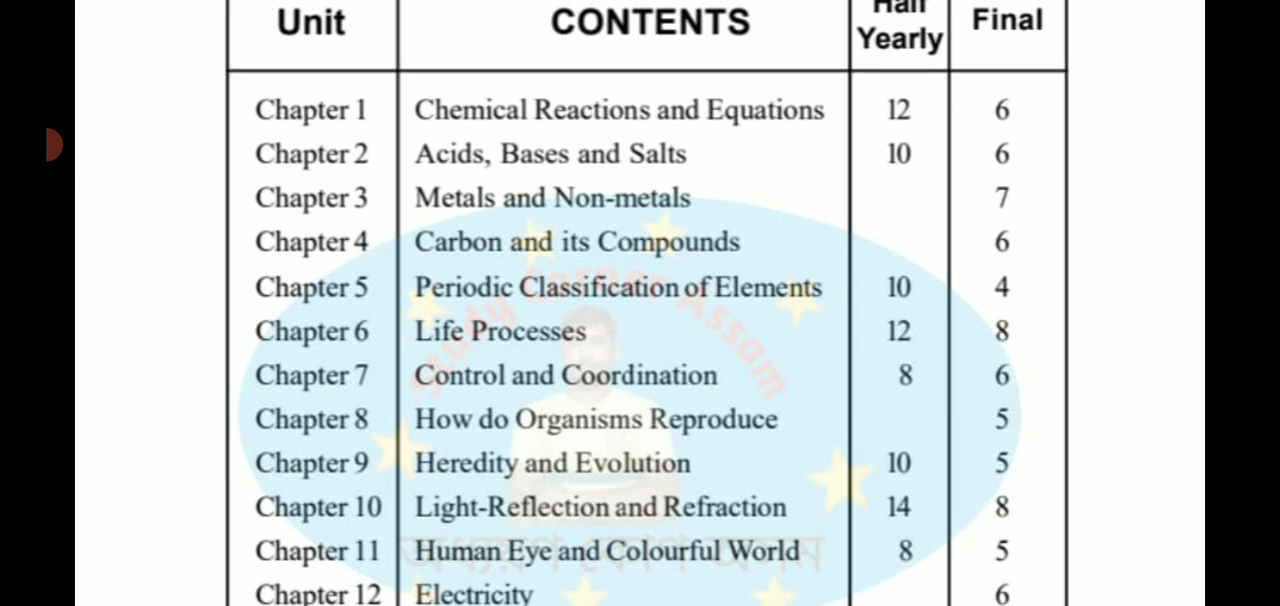 Unit CONTENTS Half Yearly Final
Chapter 1 Chemical Reactions and Equations 12 6
Chapter 2 Acids, Bases and Salts 10 6
Chapter 3 Metals and Non-metals 7
Chapter 4 Carbon and its Compounds 6
Chapter 5 Periodic Classification of Elements 10 4
Chapter 6 Life Processes 12 8
Chapter 7 Control and Coordination 8 6
Chapter 8 How do Organisms Reproduce 5
Chapter 9 Heredity and Evolution 10 5
Chapter 10 Light-Reflection and Refraction 14 8
Chapter 11 Human Eye and Colourful World 8 5
Chapter 12 Electricity 6
Study Corner Assam